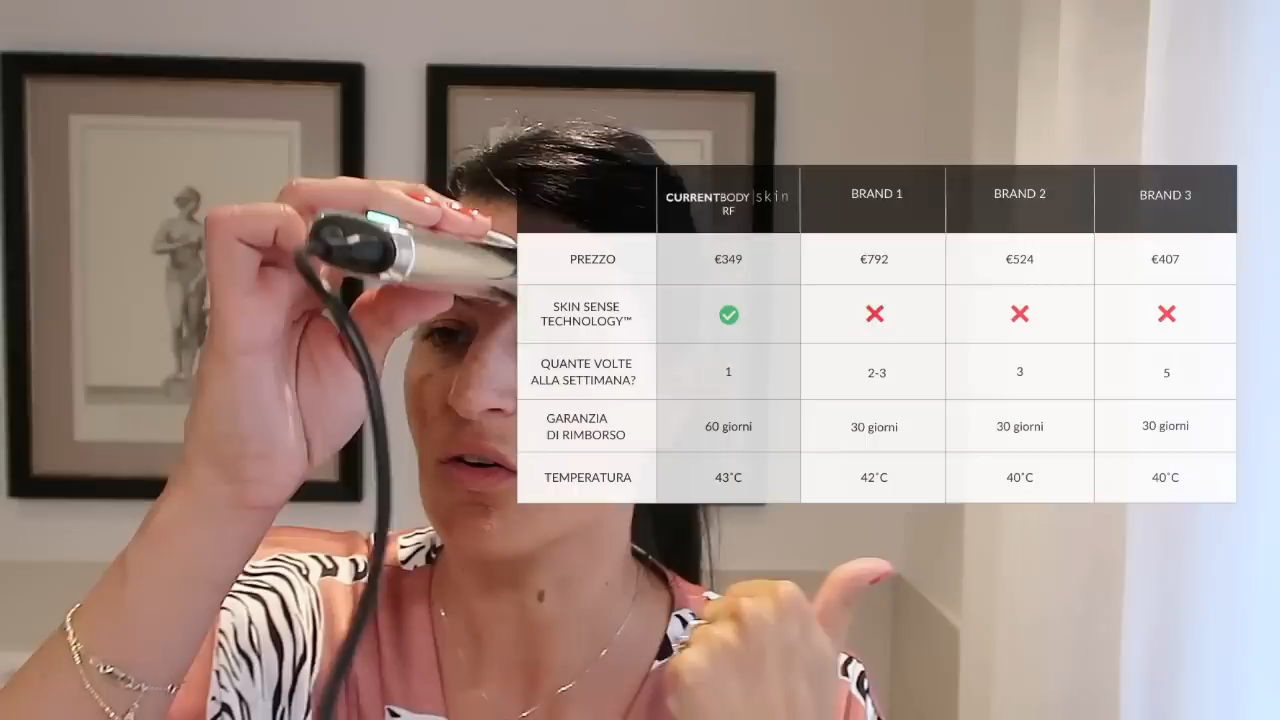 CURRENTBODY|skin RF BRAND 1 BRAND 2 BRAND 3
PREZZO €349 €792 €524 €407
SKIN SENSE
TECHNOLOGY™
QUANTE VOLTE
ALLA SETTIMANA? 1 2-3 3 5
GARANZIA
DI RIMBORSO 60 giorni 30 giorni 30 giorni 30 giorni
TEMPERATURA 43°C 42°C 40°C 40°C